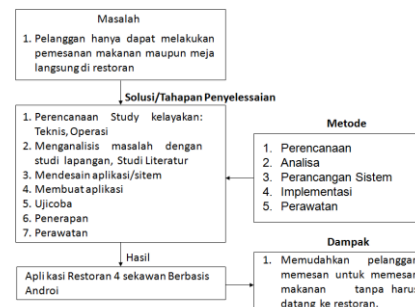 Masalah
1. Pelanggan hanya dapat melakukan
pemesanan makanan maupun meja
langsung di restoran
Solusi/Tahapan Penyelessaian
1. Perencanaan Study kelayakan:
Teknis, Operasi
2. Menganalisis masalah dengan
studi lapangan, Studi Literatur
3. Mendesain aplikasi/sitem
4. Membuat aplikasi
5. Ujicoba
6. Penerapan
7. Perawatan
Metode
1. Perencanaan
2. Analisa
3. Perancangan Sistem
4. Implementasi
5. Perawatan
Hasil
Apli kasi Restoran 4 sekawan Berbasis
Androi
Dampak
1. Memudahkan pelanggan
memesan untuk memesan
makanan tanpa harus
datang ke restoran.